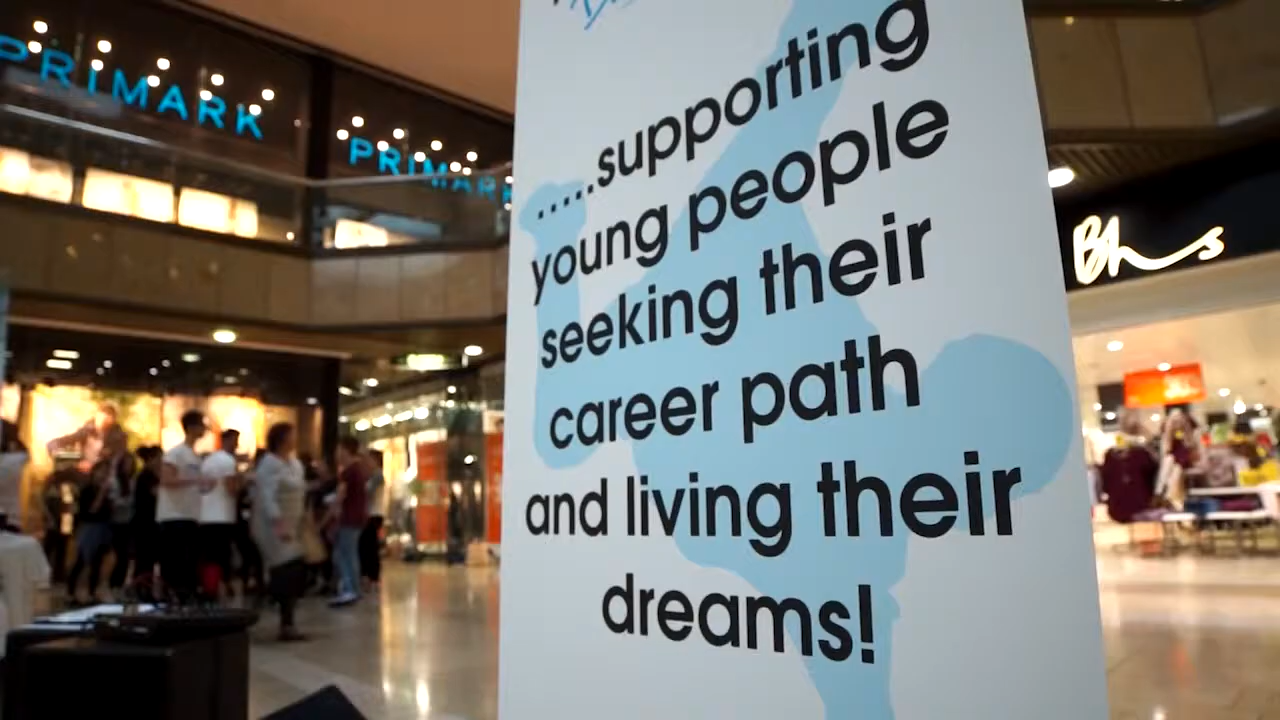 PRIMARK
PRIMARK
.....supporting
young people
seeking their
career path
and living their
dreams!
Bhs